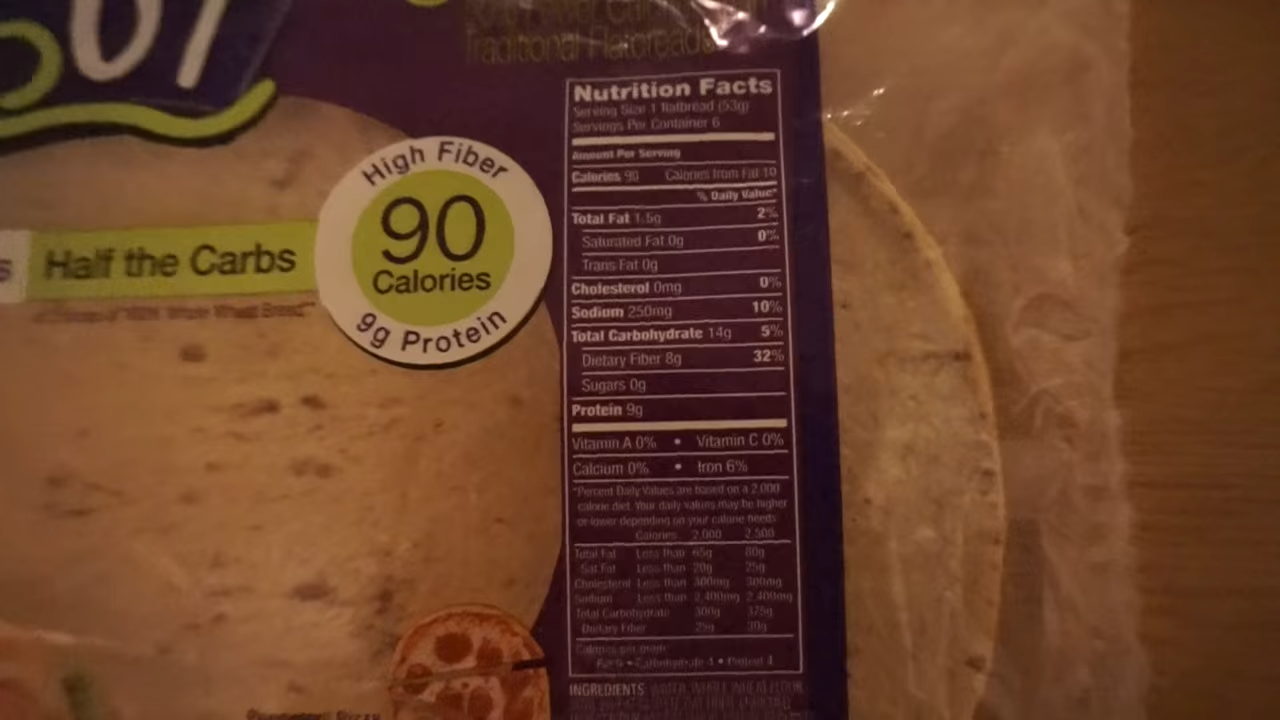 Traditional Flatbreads
High Fiber
90
Calories
9g Protein
Half the Carbs
Nutrition Facts
Serving Size 1 flatbread (53g)
Servings Per Container 6
Amount Per Serving
Calories 90 Calories from Fat 10
% Daily Value*
Total Fat 1.5g 2%
Saturated Fat 0g 0%
Trans Fat 0g
Cholesterol 0mg 0%
Sodium 250mg 10%
Total Carbohydrate 14g 5%
Dietary Fiber 8g 32%
Sugars 0g
Protein 9g
Vitamin A 0% • Vitamin C 0%
Calcium 0% • Iron 6%
*Percent Daily Values are based on a 2,000
calorie diet. Your daily values may be higher
or lower depending on your calorie needs
Calories 2,000 2,500
Total Fat Less than 65g 80g
Sat Fat Less than 20g 25g
Cholesterol Less than 300mg 300mg
Sodium Less than 2,400mg 2,400mg
Total Carbohydrate 300g 375g
Dietary Fiber 25g 30g
Calories per gram
Fat 9 • Carbohydrate 4 • Protein 4
INGREDIENTS WATER, WHOLE WHEAT FLOUR